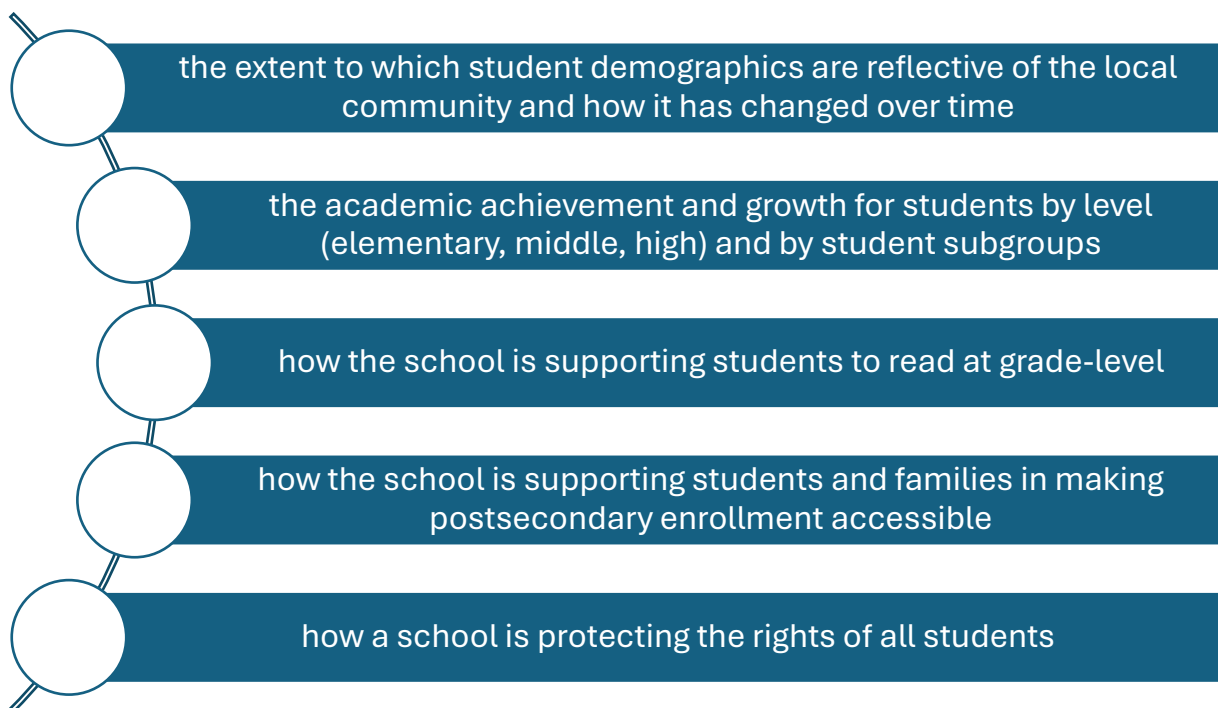 the extent to which student demographics are reflective of the local
community and how it has changed over time
the academic achievement and growth for students by level
(elementary, middle, high) and by student subgroups
how the school is supporting students to read at grade-level
how the school is supporting students and families in making
postsecondary enrollment accessible
how a school is protecting the rights of all students